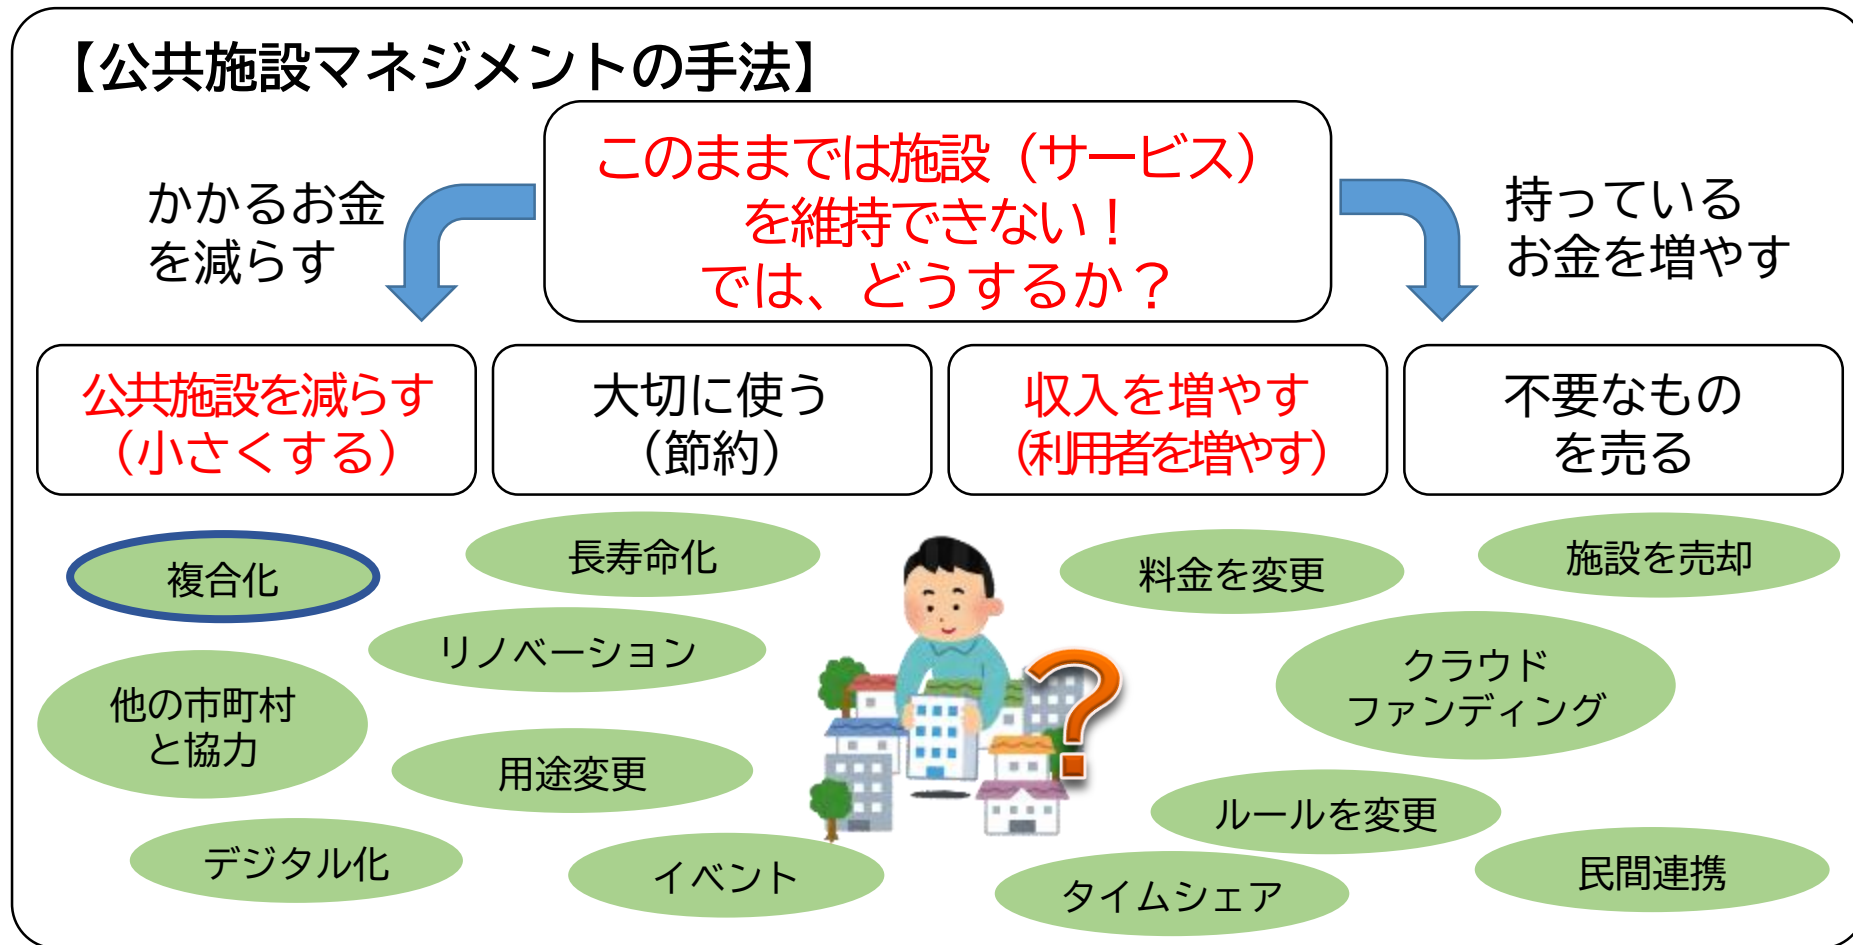 【公共施設マネジメントの手法】
このままでは施設（サービス）
を維持できない！
では、どうするか？
かかるお金
を減らす
持っている
お金を増やす
公共施設を減らす
（小さくする）
大切に使う
（節約）
収入を増やす
（利用者を増やす）
不要なもの
を売る
複合化
長寿命化
料金を変更
施設を売却
リノベーション
クラウド
ファンディング
他の市町村
と協力
用途変更
ルールを変更
デジタル化
イベント
タイムシェア
民間連携
?